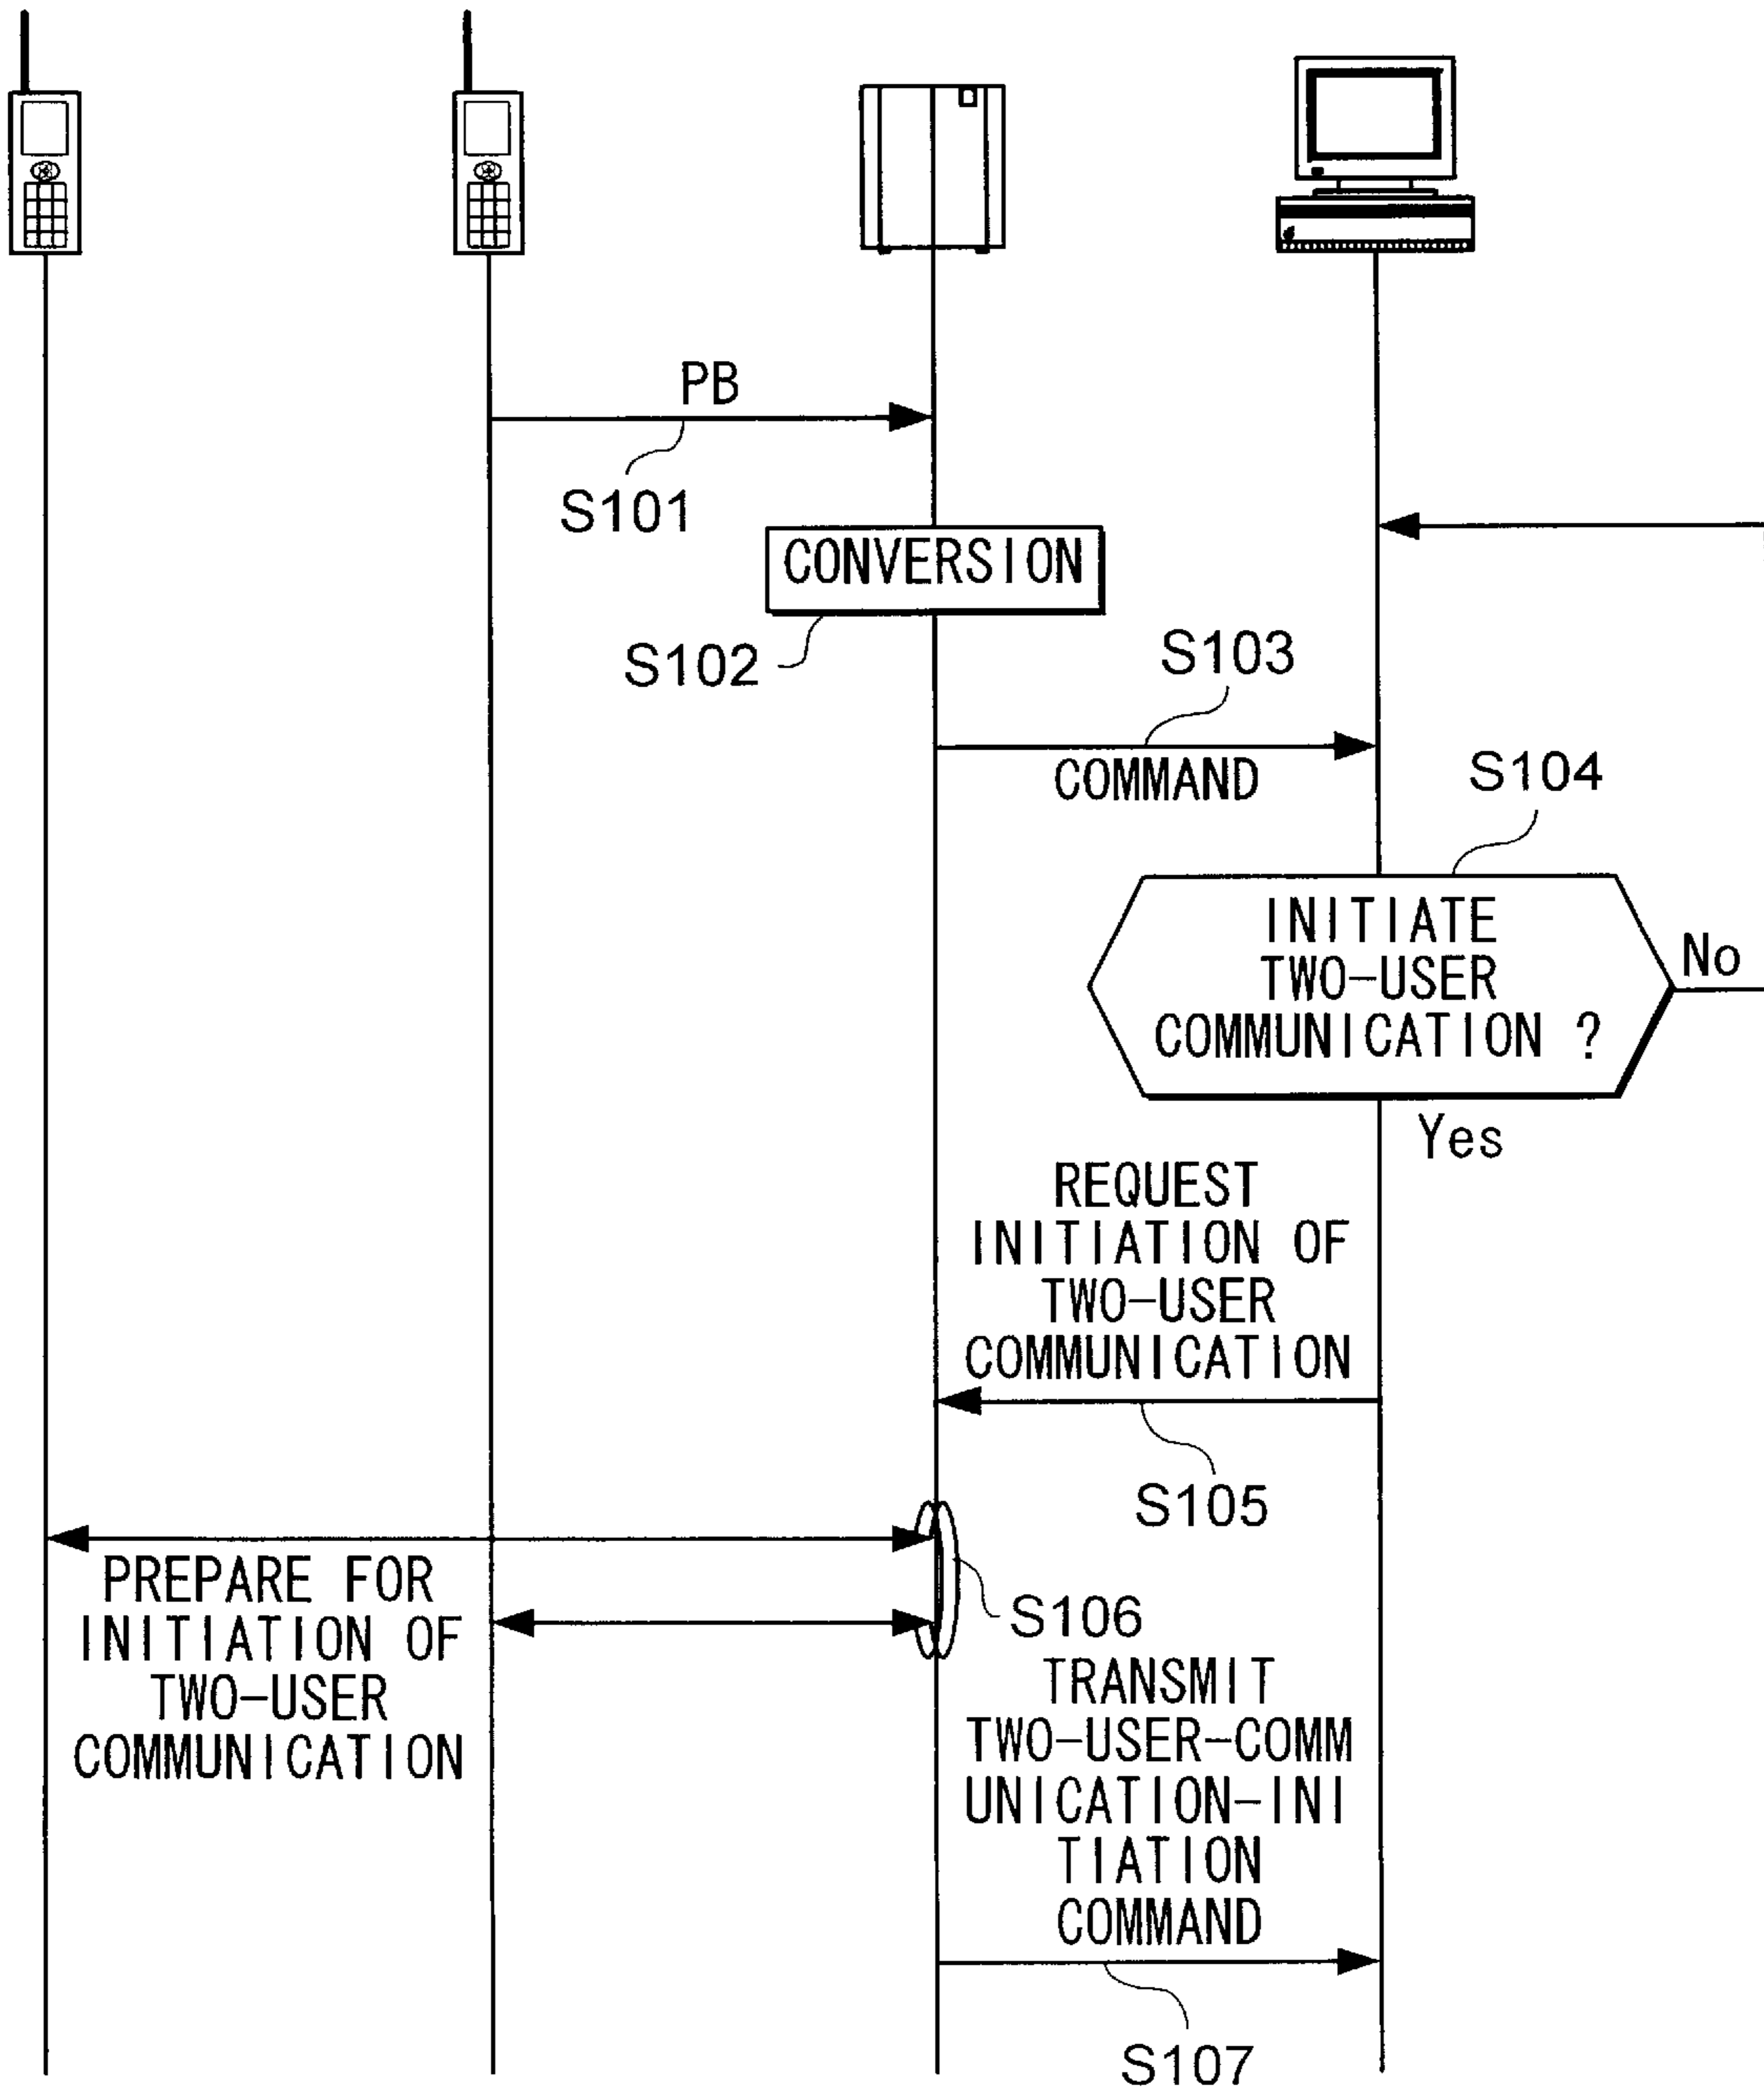 PB
S101
CONVERSION
S102
S103
COMMAND
S104
INITIATE
TWO-USER
COMMUNICATION ?
No
Yes
REQUEST
INITIATION OF
TWO-USER
COMMUNICATION
S105
PREPARE FOR
INITIATION OF
TWO-USER
COMMUNICATION
S106
TRANSMIT
TWO-USER-COMM
UNICATION-INI
TIATION
COMMAND
S107